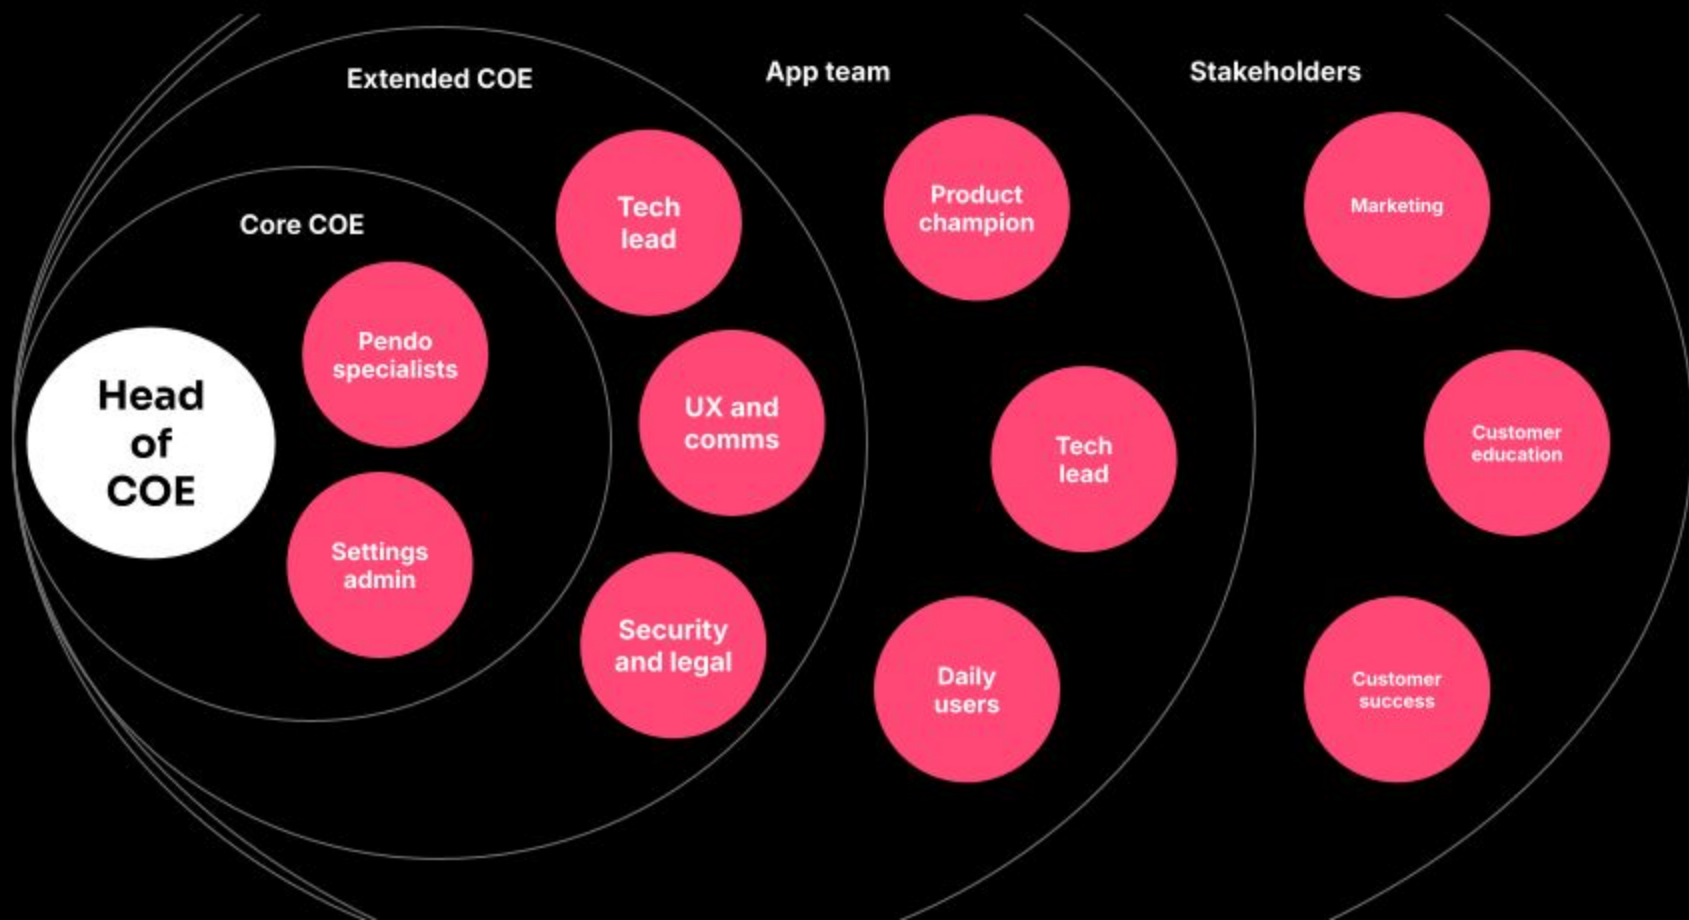 Extended COE
App team
Stakeholders
Core COE
Head
of
COE
Pendo
specialists
Settings
admin
Tech
lead
UX and
comms
Security
and legal
Product
champion
Tech
lead
Daily
users
Marketing
Customer
education
Customer
success